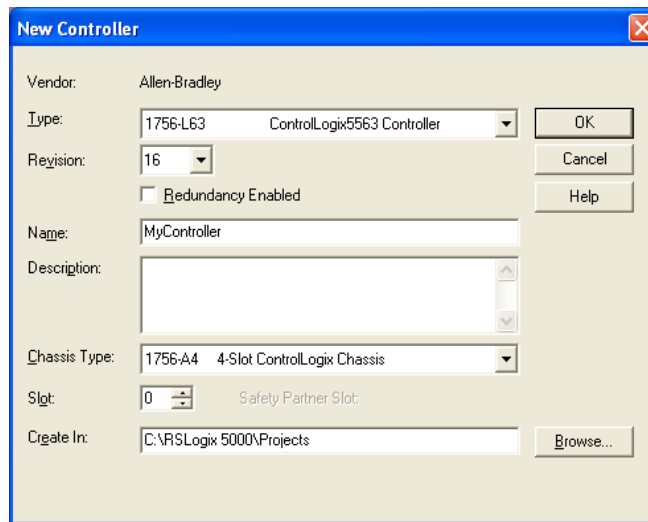 New Controller
Vendor: Allen-Bradley
Type: 1756-L63 ControlLogix5563 Controller OK
Revision: 16 Cancel
Redundancy Enabled Help
Name: MyController
Description:
Chassis Type: 1756-A4 4-Slot ControlLogix Chassis
Slot: 0 Safety Partner Slot:
Create In: C:\RSLogix 5000\Projects Browse...